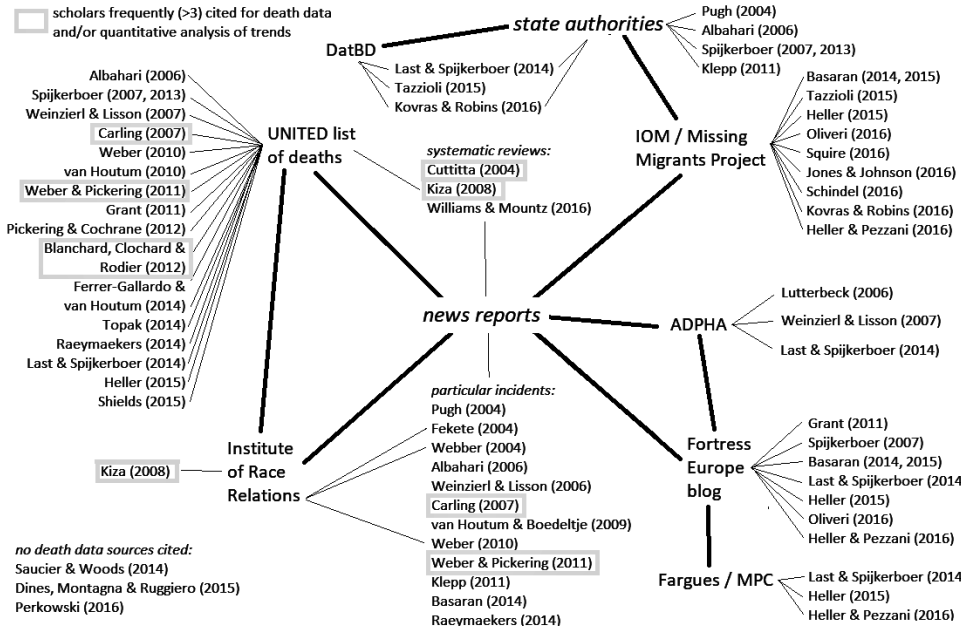 scholars frequently (>3) cited for death data
and/or quantitative analysis of trends
state authorities
Pugh (2004)
Albahari (2006)
Spijkerboer (2007, 2013)
Klepp (2011)
DatBD
Last & Spijkerboer (2014)
Tazzioli (2015)
Kovras & Robins (2016)
Albahari (2006)
Spijkerboer (2007, 2013)
Weinzierl & Lisson (2007)
Carling (2007)
Weber (2010)
van Houtum (2010)
Weber & Pickering (2011)
Grant (2011)
Pickering & Cochrane (2012)
Blanchard, Clochard &
Rodier (2012)
Ferrer-Gallardo &
van Houtum (2014)
Topak (2014)
Raeymaekers (2014)
Last & Spijkerboer (2014)
Heller (2015)
Shields (2015)
UNITED list
of deaths
systematic reviews:
Cuttitta (2004)
Kiza (2008)
Williams & Mountz (2016)
IOM / Missing
Migrants Project
Basaran (2014, 2015)
Tazzioli (2015)
Heller (2015)
Oliveri (2016)
Squire (2016)
Jones & Johnson (2016)
Schindel (2016)
Kovras & Robins (2016)
Heller & Pezzani (2016)
news reports
ADPHA
Lutterbeck (2006)
Weinzierl & Lisson (2007)
Last & Spijkerboer (2014)
particular incidents:
Pugh (2004)
Fekete (2004)
Webber (2004)
Albahari (2006)
Weinzierl & Lisson (2006)
Carling (2007)
van Houtum & Boedeltje (2009)
Weber (2010)
Weber & Pickering (2011)
Klepp (2011)
Basaran (2014)
Raeymaekers (2014)
Institute
of Race
Relations
Kiza (2008)
Fortress
Europe
blog
Grant (2011)
Spijkerboer (2007)
Basaran (2014, 2015)
Last & Spijkerboer (2014
Heller (2015)
Oliveri (2016)
Heller & Pezzani (2016)
Fargues / MPC
Last & Spijkerboer (2014
Heller (2015)
Heller & Pezzani (2016)
no death data sources cited:
Saucier & Woods (2014)
Dines, Montagna & Ruggiero (2015)
Perkowski (2016)